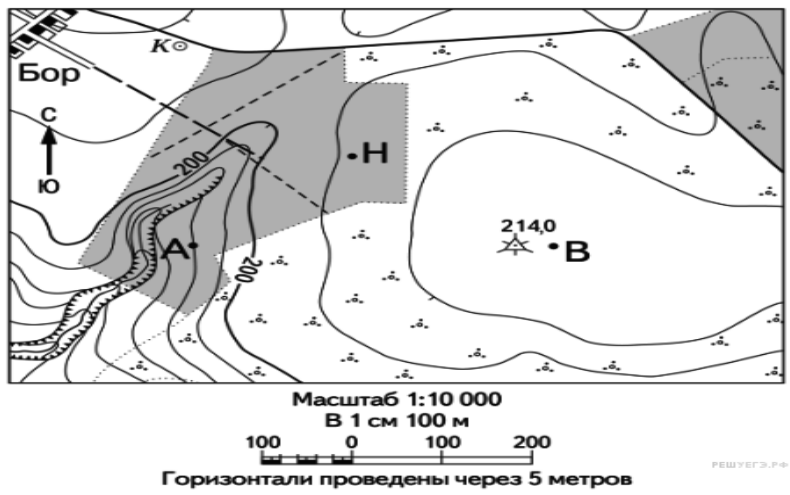 К
Бор
С
Ю
200
Н
А
200
214,0
В
Масштаб 1:10 000
В 1 см 100 м
100 0 100 200
Горизонтали проведены через 5 метров
РЕШУЕГЭ.РФ